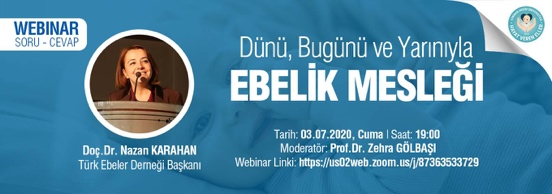 WEBINAR
SORU - CEVAP
Dünü, Bugünü ve Yarınıyla
EBELİK MESLEĞİ
Doç.Dr. Nazan KARAHAN
Türk Ebeler Derneği Başkanı
Tarih: 03.07.2020, Cuma | Saat: 19:00
Moderatör: Prof.Dr. Zehra GÖLBAŞI
Webinar Linki: https://us02web.zoom.us/j/87363533729